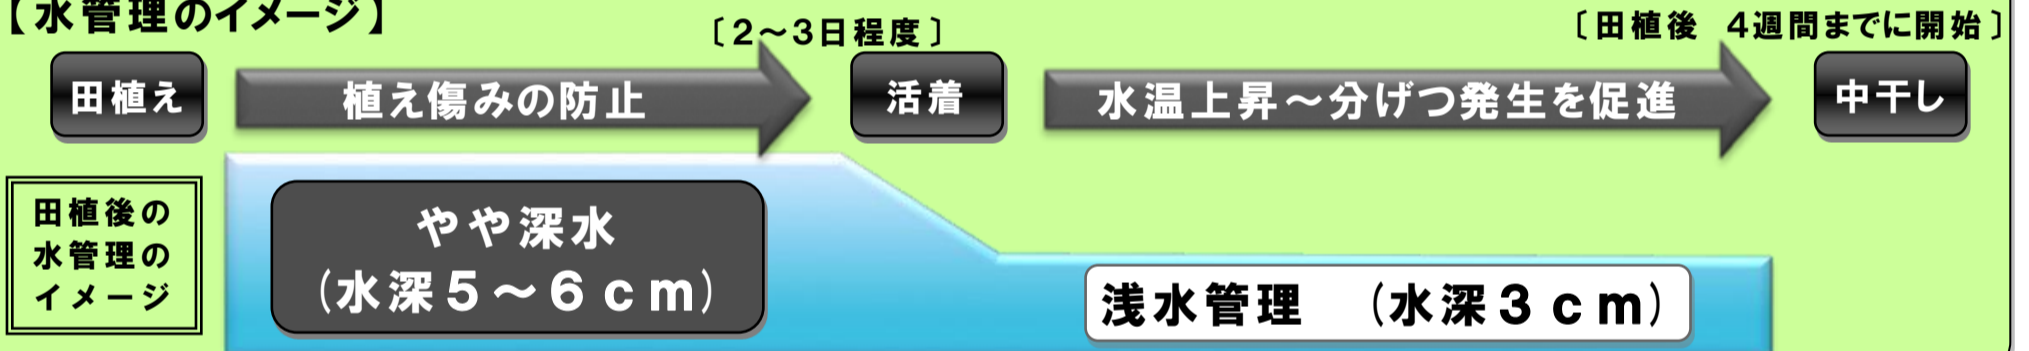 【水管理のイメージ】
〔2～3日程度〕
〔田植後 4週間までに開始〕
田植え
植え傷みの防止
活着
水温上昇～分げつ発生を促進
中干し
田植後の
水管理の
イメージ
やや深水
（水深５～６ｃｍ）
浅水管理 （水深３ｃｍ）